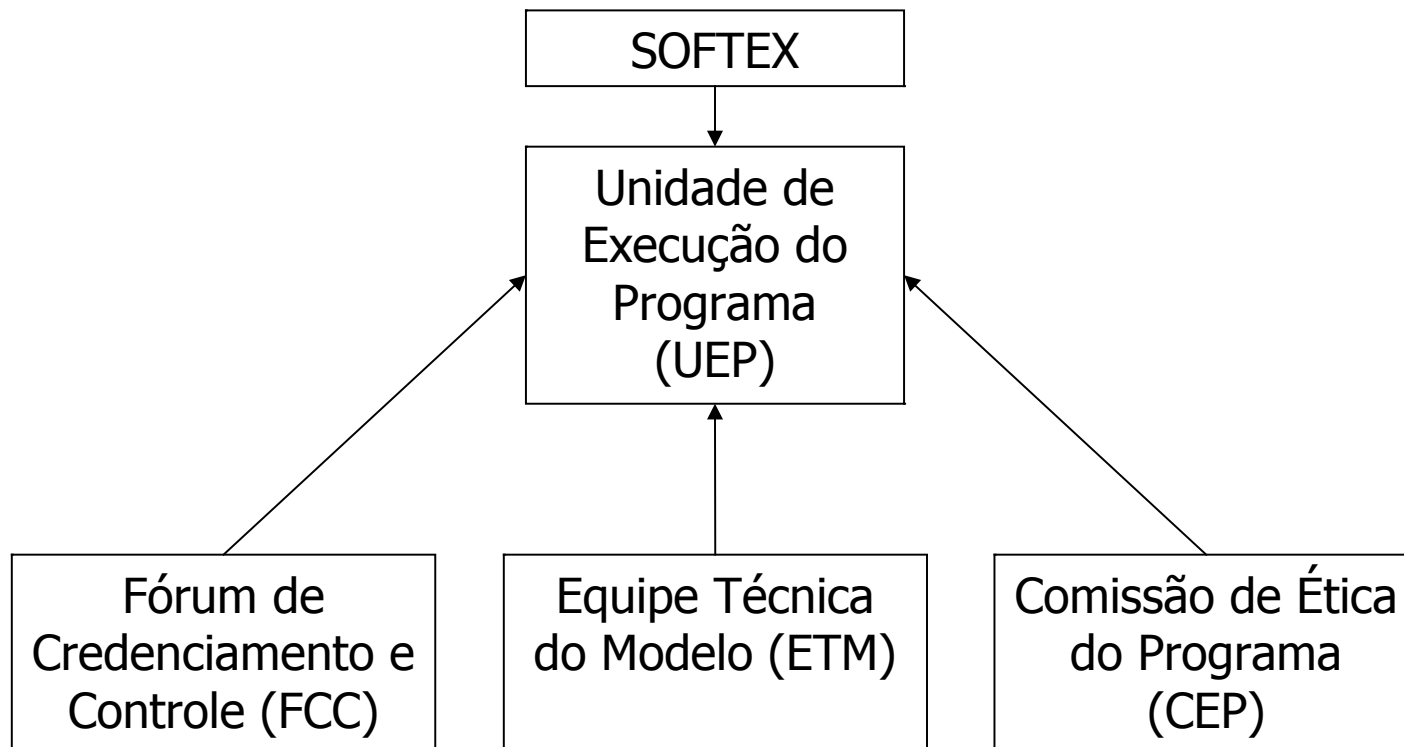 SOFTEX
Unidade de
Execução do
Programa
(UEP)
Fórum de
Credenciamento e
Controle (FCC)
Equipe Técnica
do Modelo (ETM)
Comissão de Ética
do Programa
(CEP)